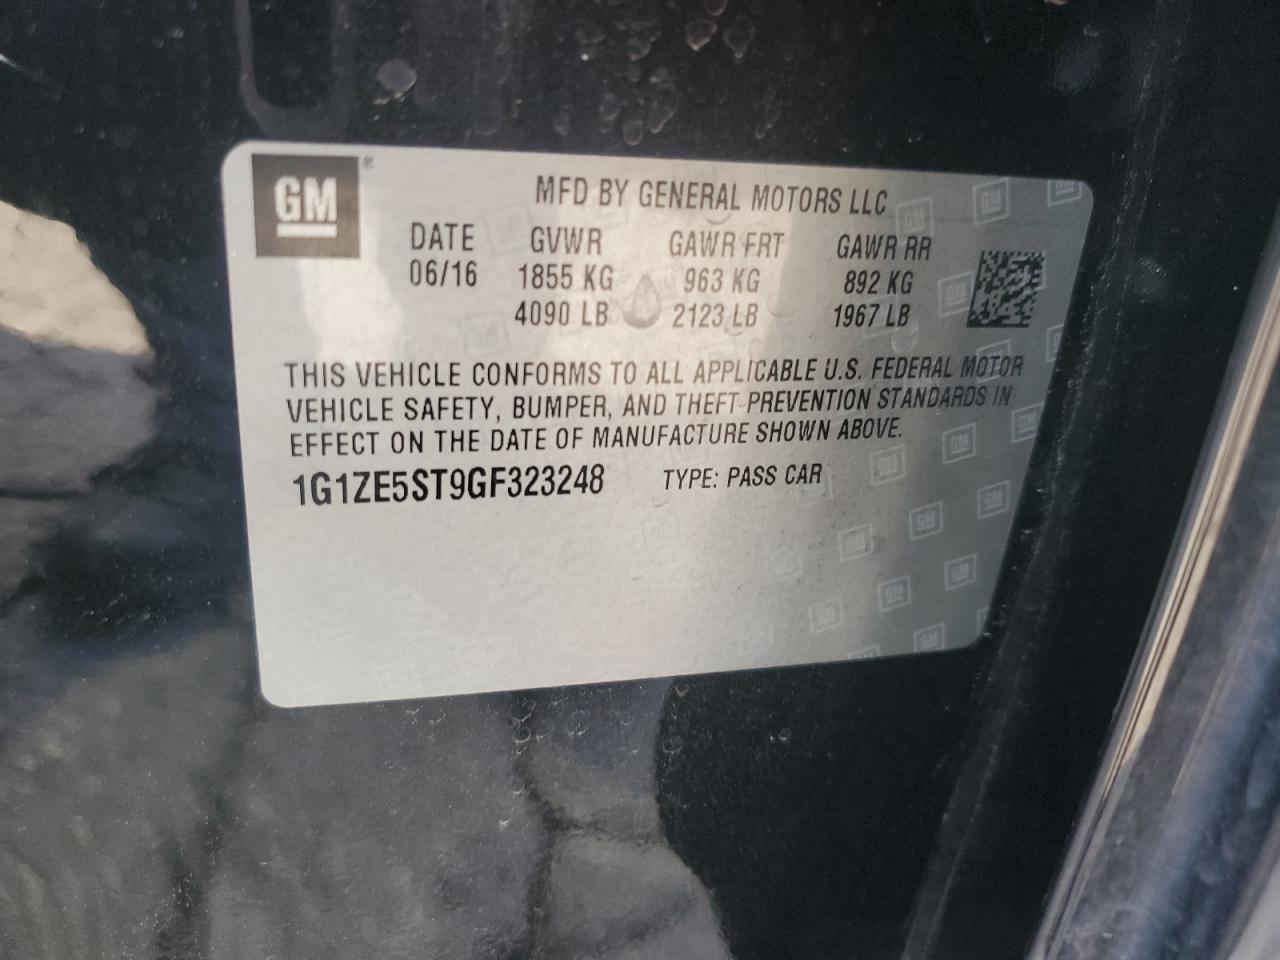 GM®
MFD BY GENERAL MOTORS LLC
DATE GVWR GAWR FRT GAWR RR
06/16 1855 KG 963 KG 892 KG
4090 LB 2123 LB 1967 LB
THIS VEHICLE CONFORMS TO ALL APPLICABLE U.S. FEDERAL MOTOR
VEHICLE SAFETY, BUMPER, AND THEFT PREVENTION STANDARDS IN
EFFECT ON THE DATE OF MANUFACTURE SHOWN ABOVE.
1G1ZE5ST9GF323248 TYPE: PASS CAR